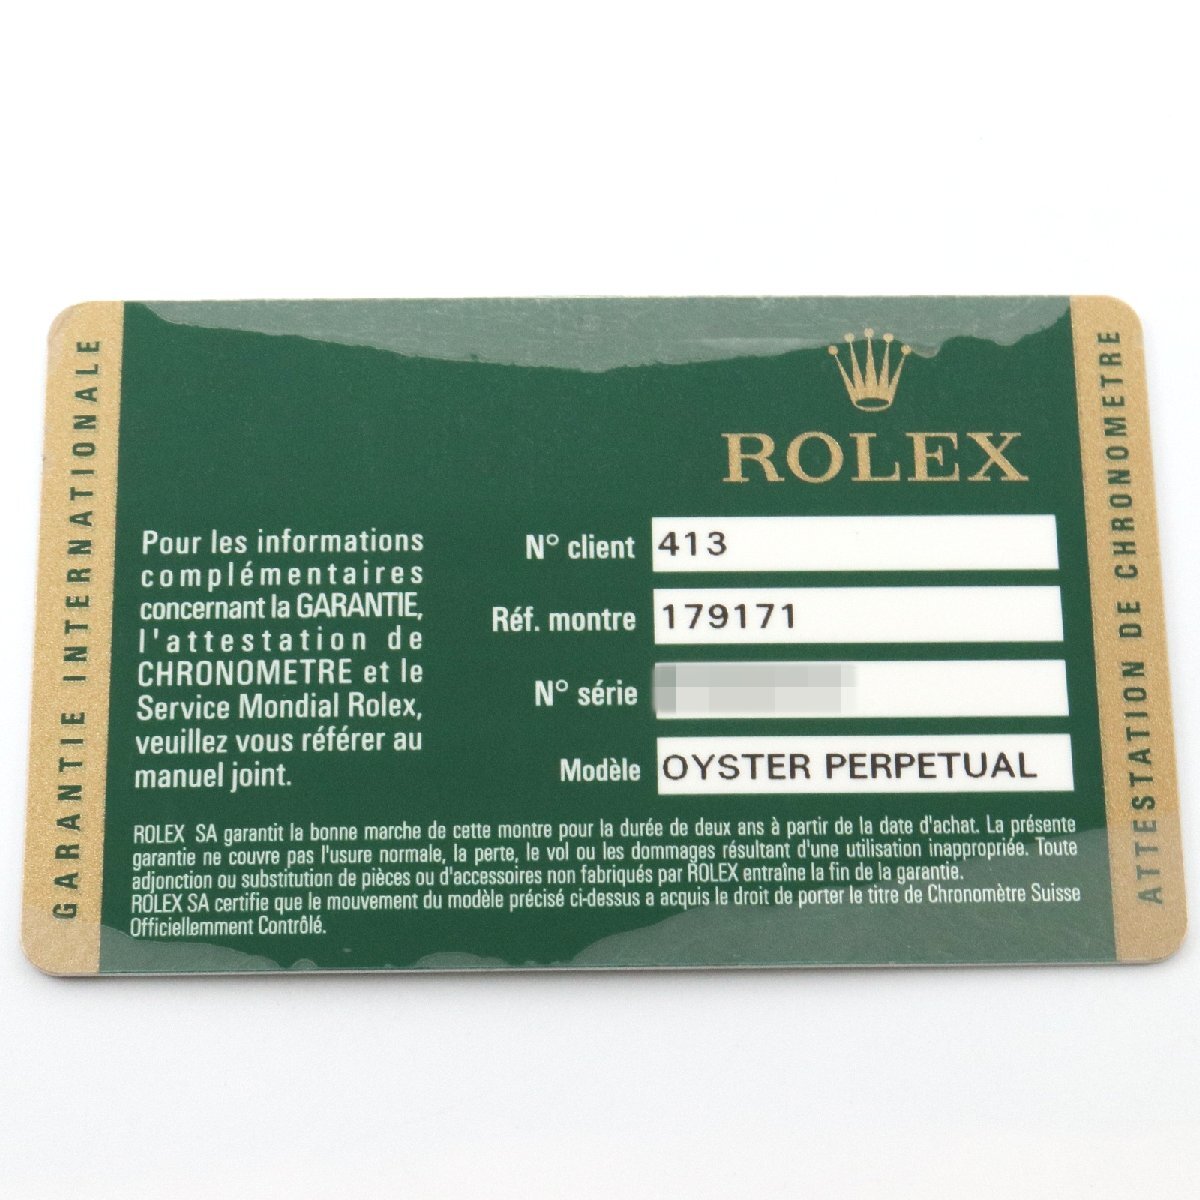 GARANTIE INTERNATIONALE
ROLEX
Pour les informations
complémentaires
concernant la GARANTIE,
l'attestation de
CHRONOMETRE et le
Service Mondial Rolex,
veuillez vous référer au
manuel joint.
N° client 413
Réf. montre 179171
N° série
Modèle OYSTER PERPETUAL
ROLEX SA garantit la bonne marche de cette montre pour la durée de deux ans à partir de la date d'achat. La présente
garantie ne couvre pas l'usure normale, la perte, le vol ou les dommages résultant d'une utilisation inappropriée. Toute
adjonction ou substitution de pièces ou d'accessoires non fabriqués par ROLEX entraîne la fin de la garantie.
ROLEX SA certifie que le mouvement du modèle précisé ci-dessus a acquis le droit de porter le titre de Chronomètre Suisse
Officiellemment Contrôlé.
ATTESTATION DE CHRONOMETRE